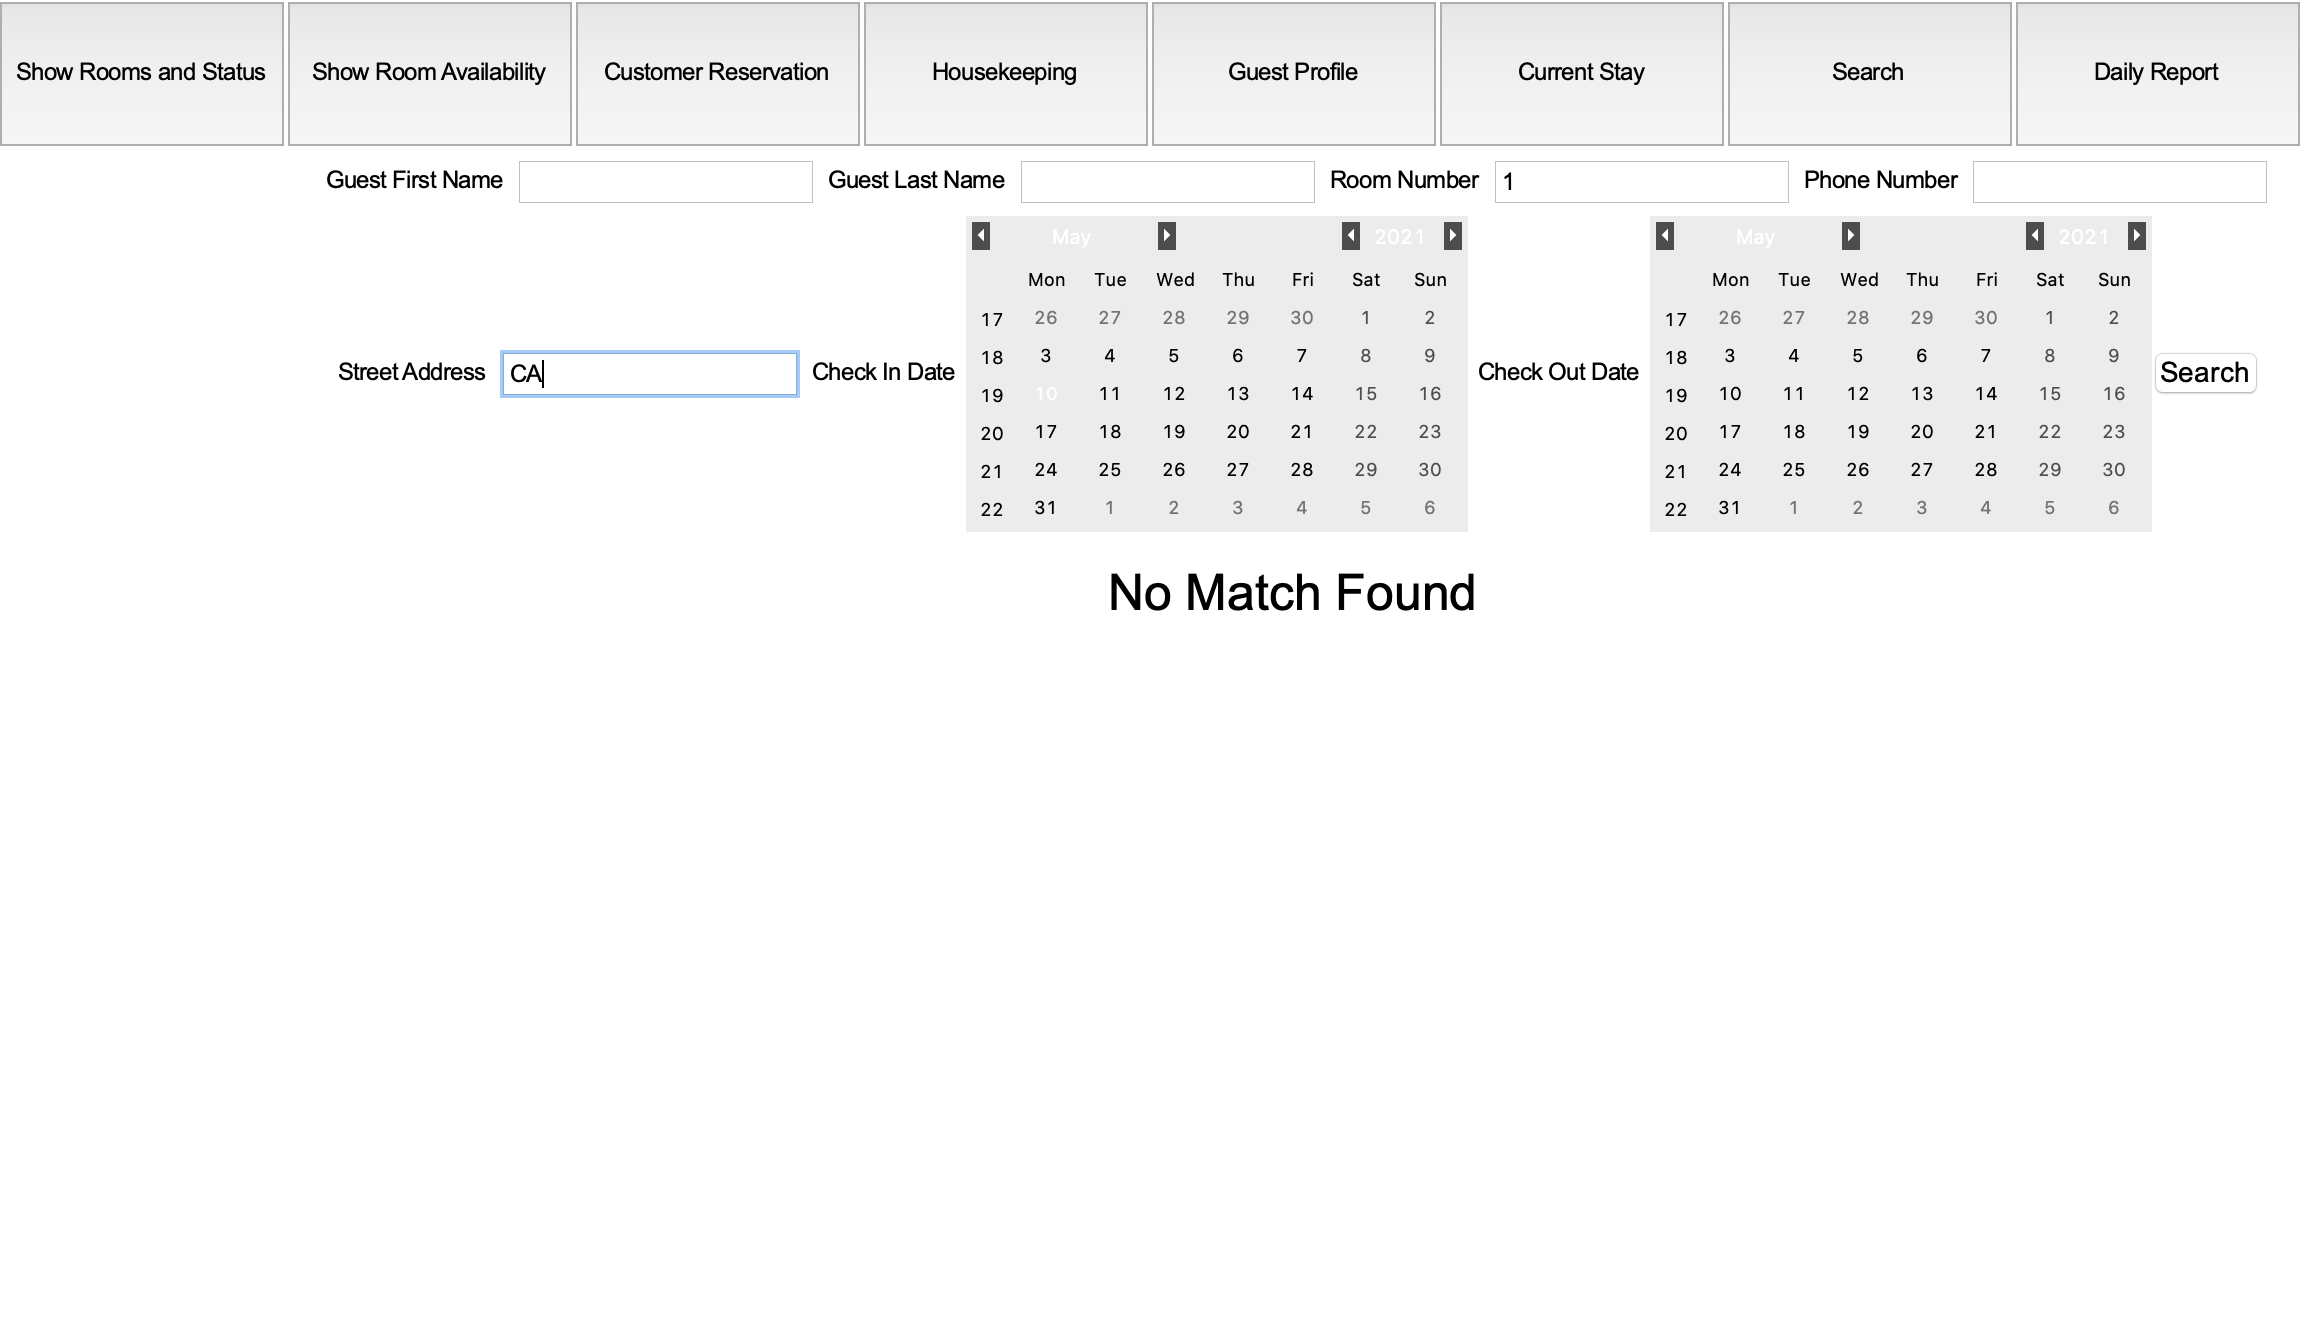 Show Rooms and Status Show Room Availability Customer Reservation Housekeeping Guest Profile Current Stay Search Daily Report
Guest First Name Guest Last Name Room Number 1 Phone Number
Street Address CA Check In Date
May 2021
Mon Tue Wed Thu Fri Sat Sun
17 26 27 28 29 30 1 2
18 3 4 5 6 7 8 9
19 10 11 12 13 14 15 16
20 17 18 19 20 21 22 23
21 24 25 26 27 28 29 30
22 31 1 2 3 4 5 6
Check Out Date
May 2021
Mon Tue Wed Thu Fri Sat Sun
17 26 27 28 29 30 1 2
18 3 4 5 6 7 8 9
19 10 11 12 13 14 15 16
20 17 18 19 20 21 22 23
21 24 25 26 27 28 29 30
22 31 1 2 3 4 5 6
Search
No Match Found